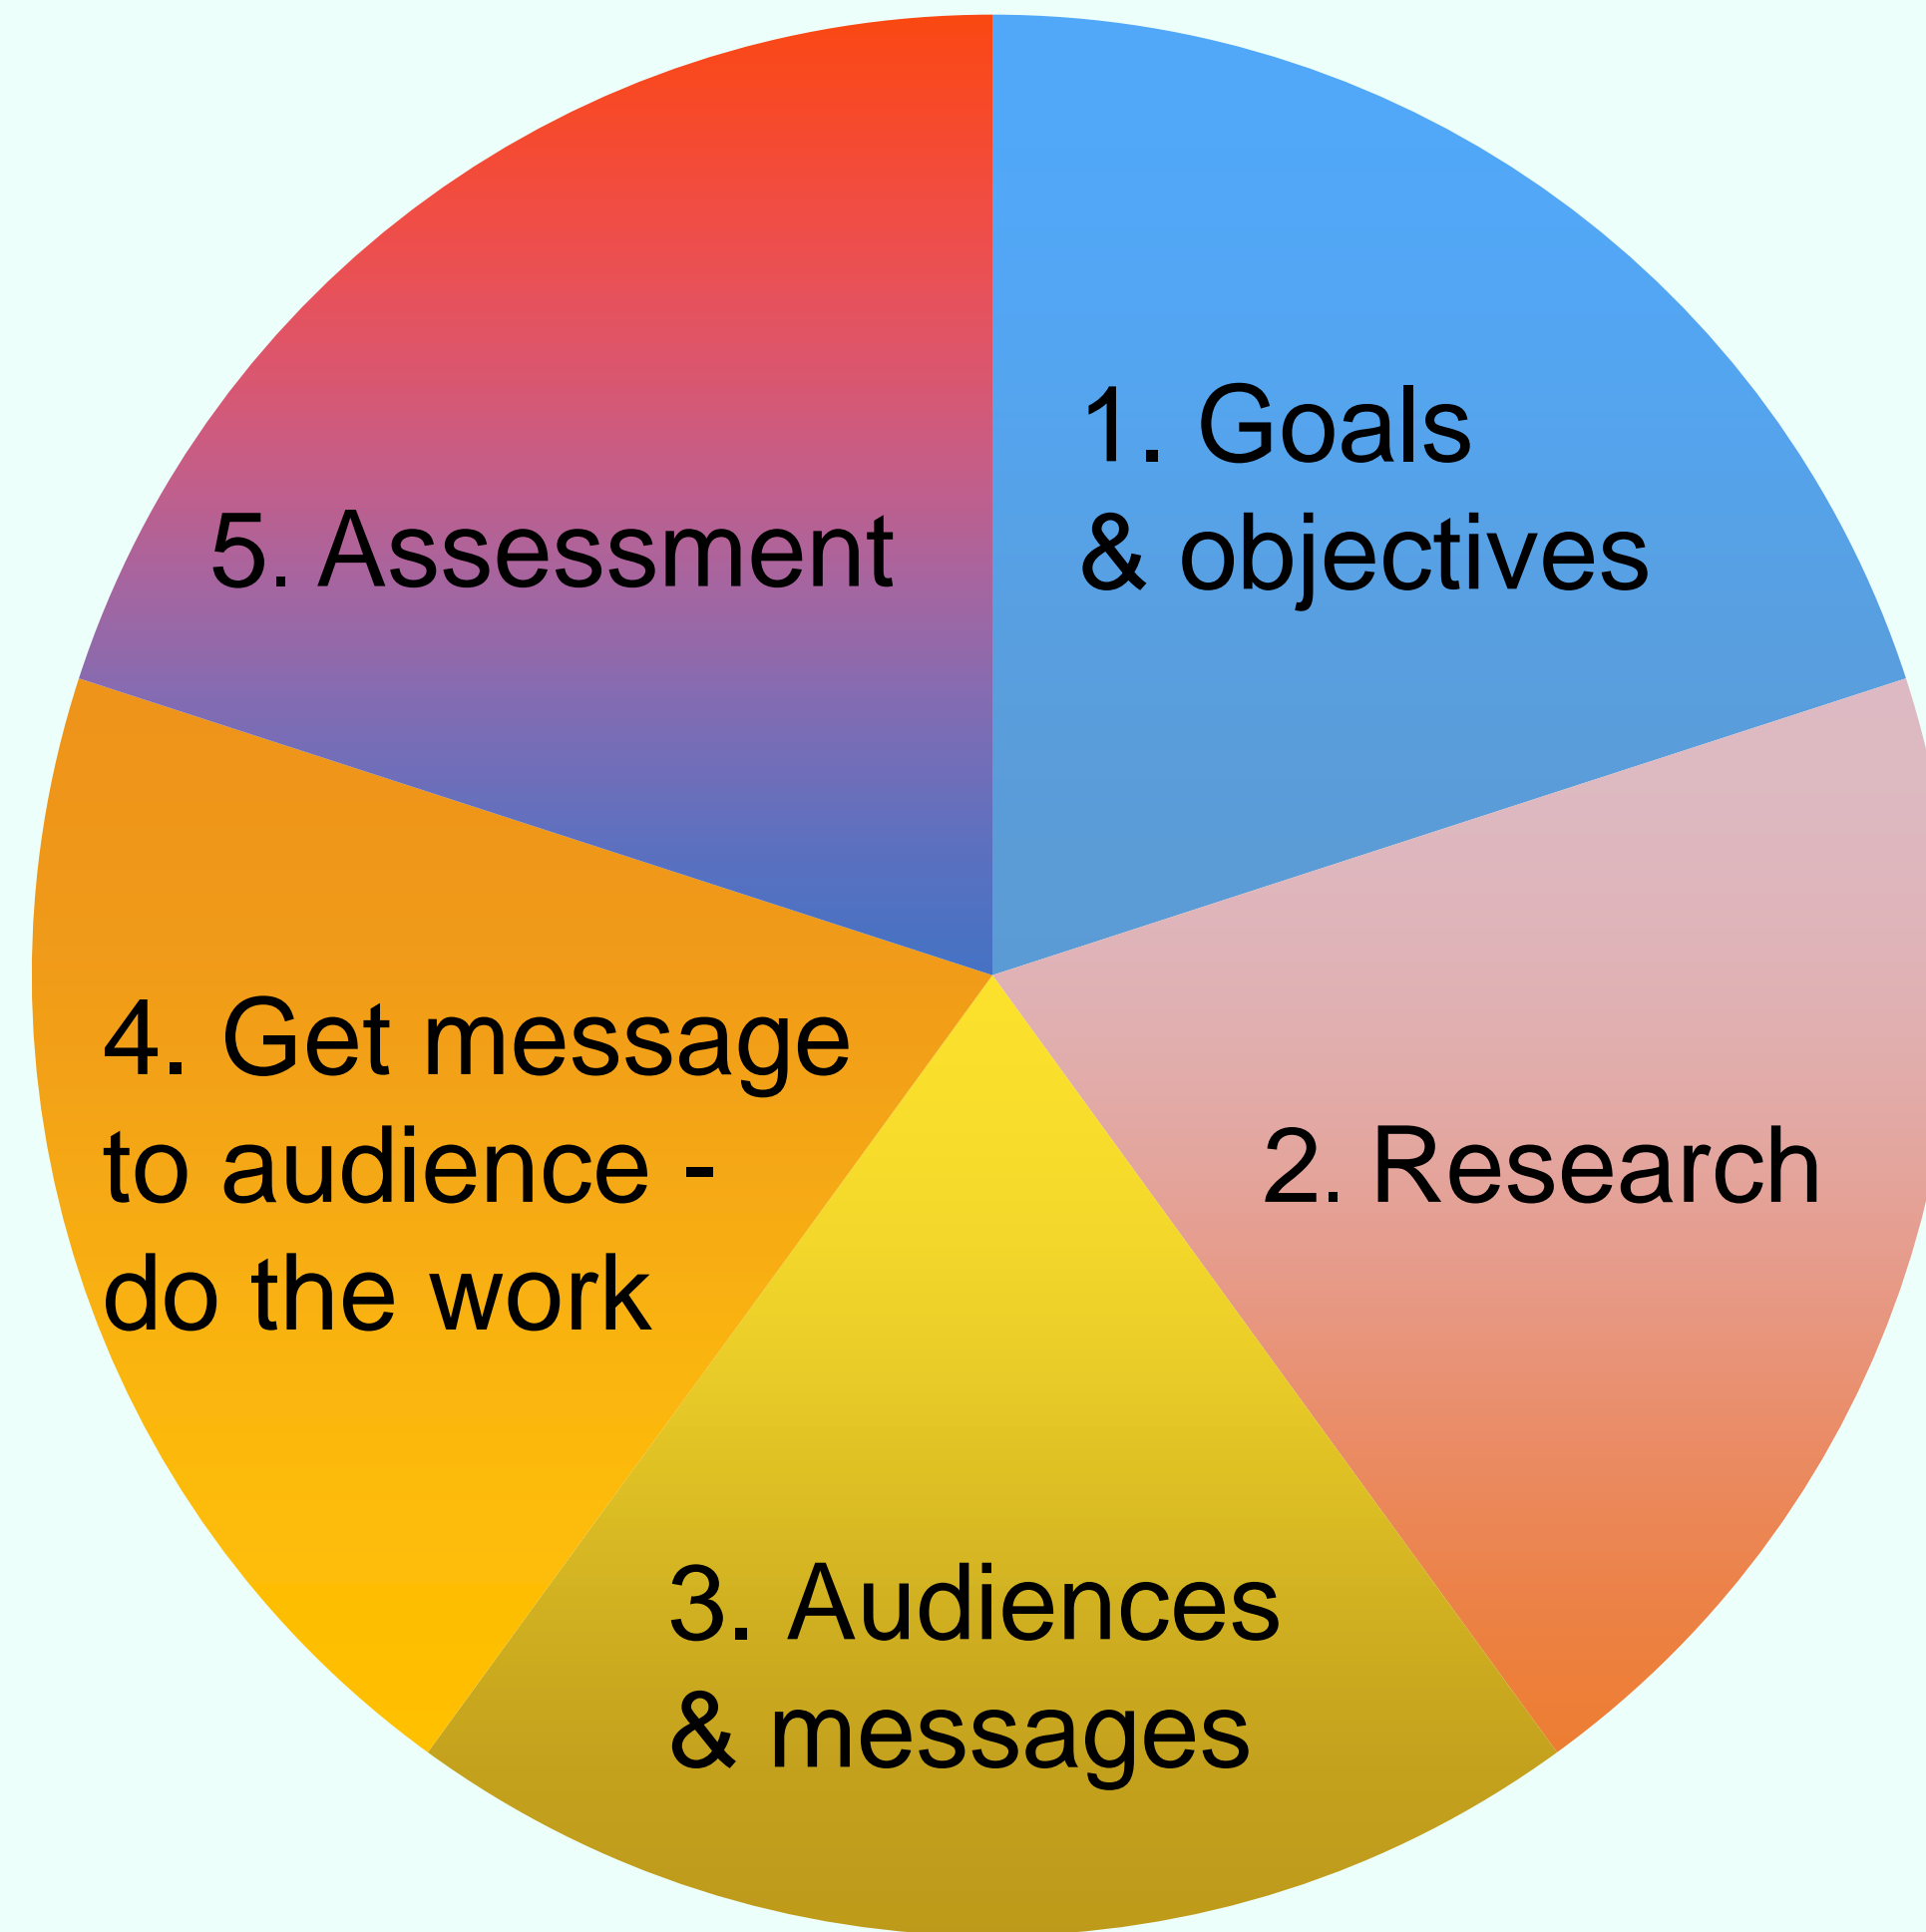 1. Goals
& objectives
2. Research
3. Audiences
& messages
4. Get message
to audience -
do the work
5. Assessment